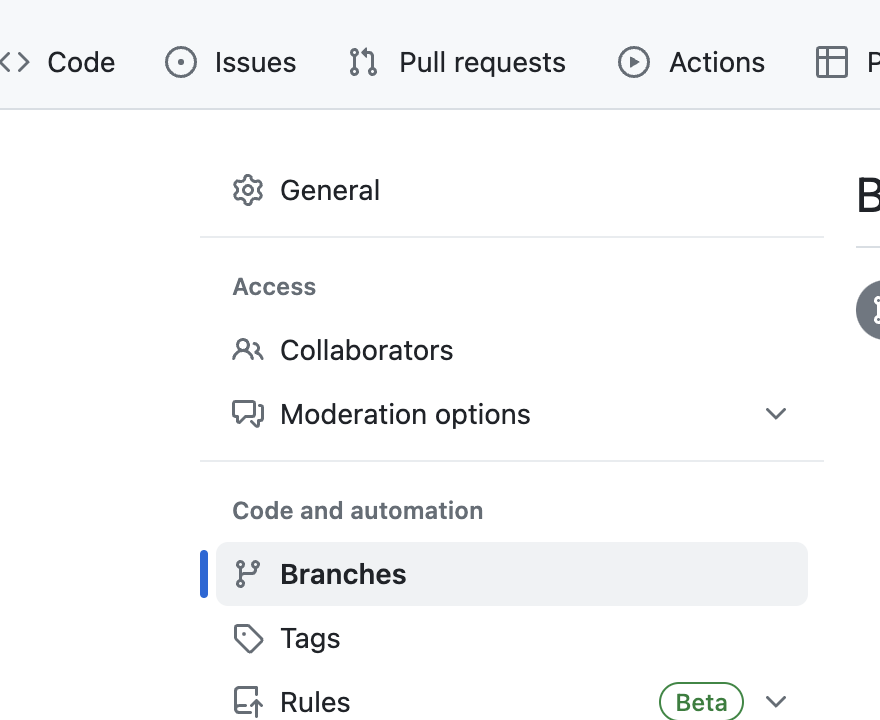 Code Issues Pull requests Actions
General
Access
Collaborators
Moderation options
Code and automation
Branches
Tags
Rules Beta